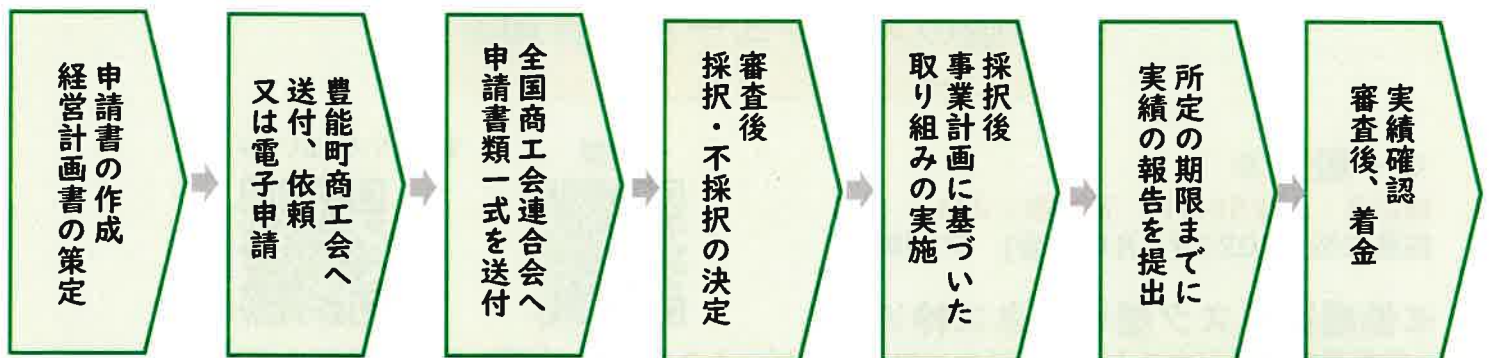 申請書の作成
経営計画書の策定
豊能町商工会へ
送付、依頼
又は電子申請
全国商工会連合会へ
申請書類一式を送付
審査後
採択・不採択の決定
採択後
事業計画に基づいた
取り組みの実施
所定の期限までに
実績の報告を提出
実績確認
審査後、着金